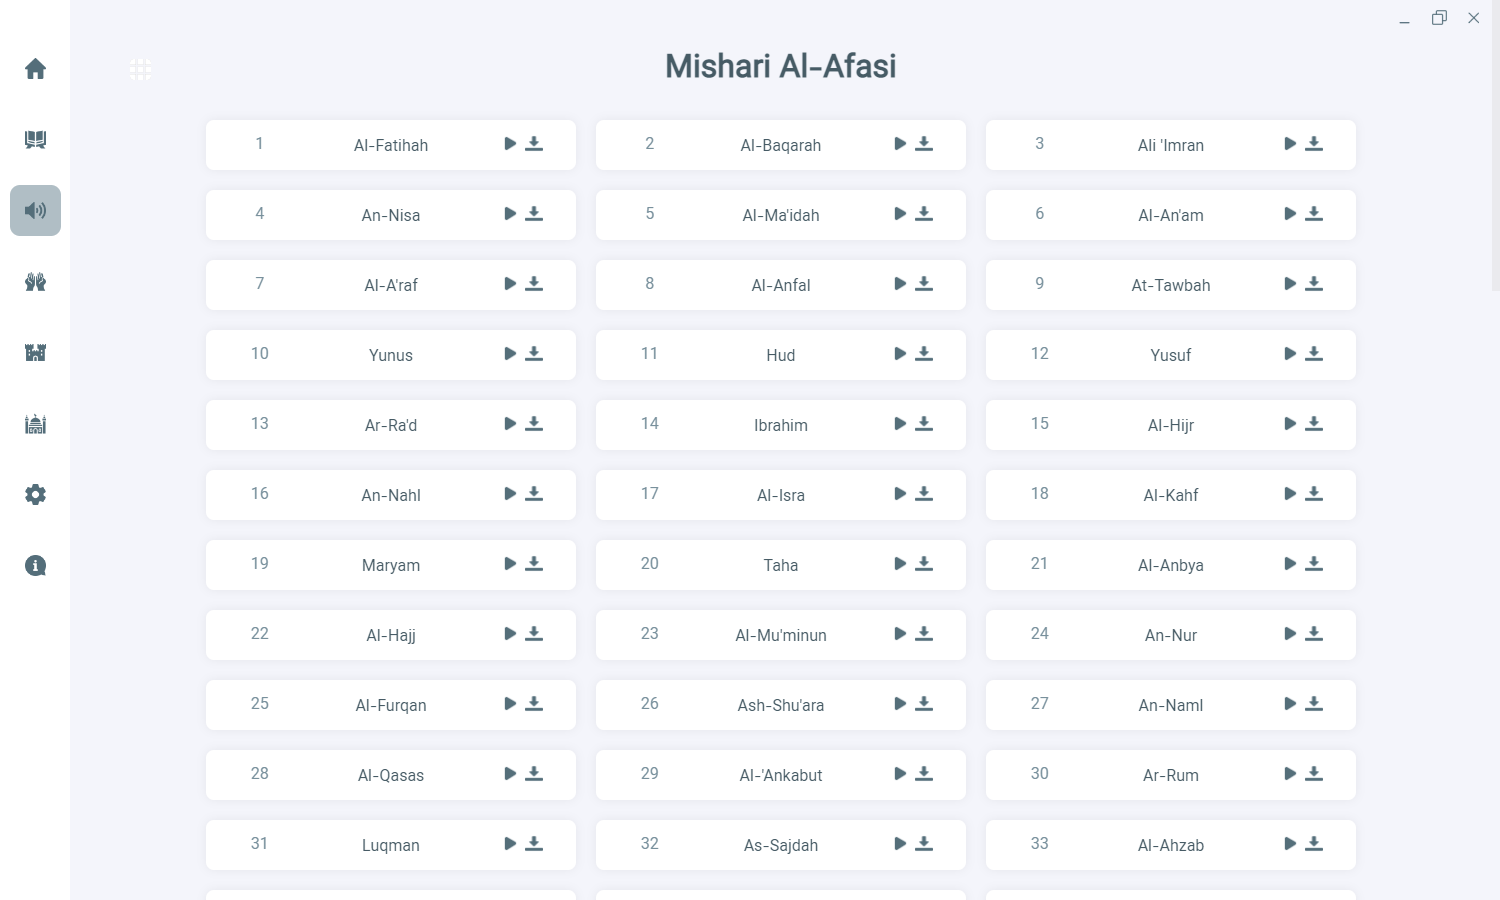 Mishari Al-Afasi
1 Al-Fatihah
2 Al-Baqarah
3 Ali 'Imran
4 An-Nisa
5 Al-Ma'idah
6 Al-An'am
7 Al-A'raf
8 Al-Anfal
9 At-Tawbah
10 Yunus
11 Hud
12 Yusuf
13 Ar-Ra'd
14 Ibrahim
15 Al-Hijr
16 An-Nahl
17 Al-Isra
18 Al-Kahf
19 Maryam
20 Taha
21 Al-Anbya
22 Al-Hajj
23 Al-Mu'minun
24 An-Nur
25 Al-Furqan
26 Ash-Shu'ara
27 An-Naml
28 Al-Qasas
29 Al-'Ankabut
30 Ar-Rum
31 Luqman
32 As-Sajdah
33 Al-Ahzab